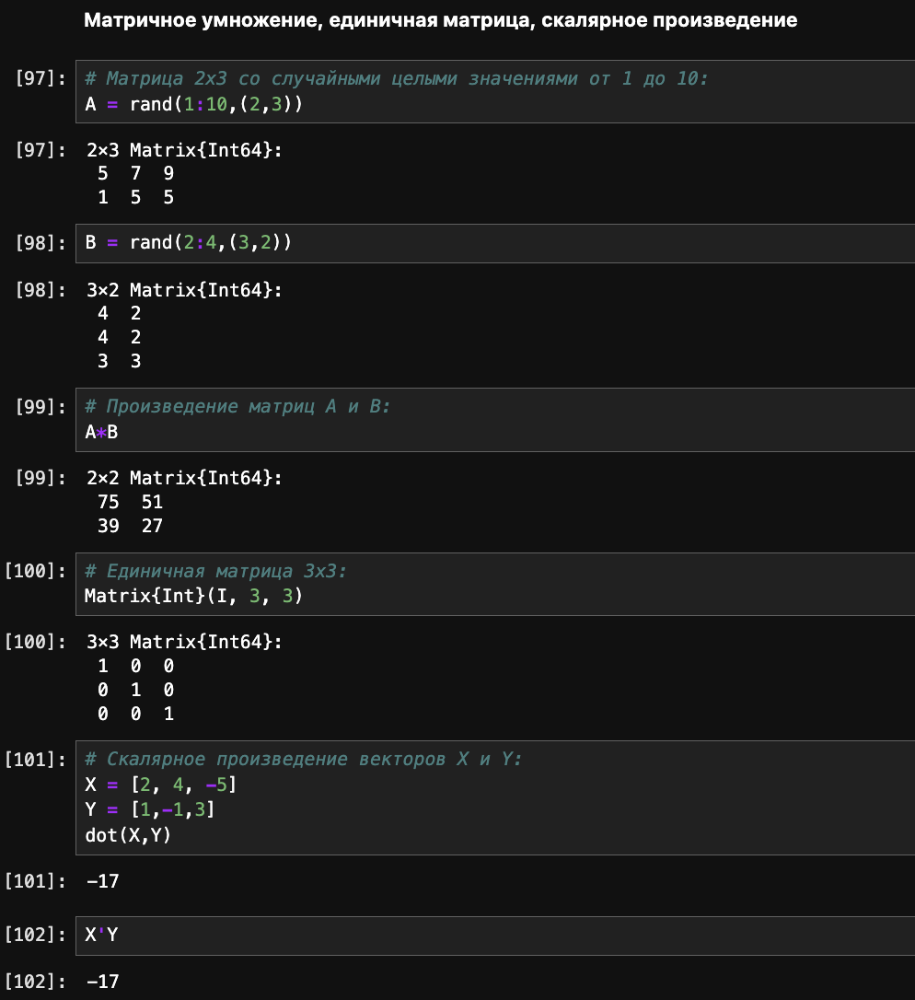 Матричное умножение, единичная матрица, скалярное произведение
[97]: # Матрица 2x3 со случайными целыми значениями от 1 до 10:
A = rand(1:10,(2,3))
[97]: 2×3 Matrix{Int64}:
5 7 9
1 5 5
[98]: B = rand(2:4,(3,2))
[98]: 3×2 Matrix{Int64}:
4 2
4 2
3 3
[99]: # Произведение матриц A и B:
A*B
[99]: 2×2 Matrix{Int64}:
75 51
39 27
[100]: # Единичная матрица 3x3:
Matrix{Int}(I, 3, 3)
[100]: 3×3 Matrix{Int64}:
1 0 0
0 1 0
0 0 1
[101]: # Скалярное произведение векторов X и Y:
X = [2, 4, -5]
Y = [1,-1,3]
dot(X,Y)
[101]: -17
[102]: X'Y
[102]: -17